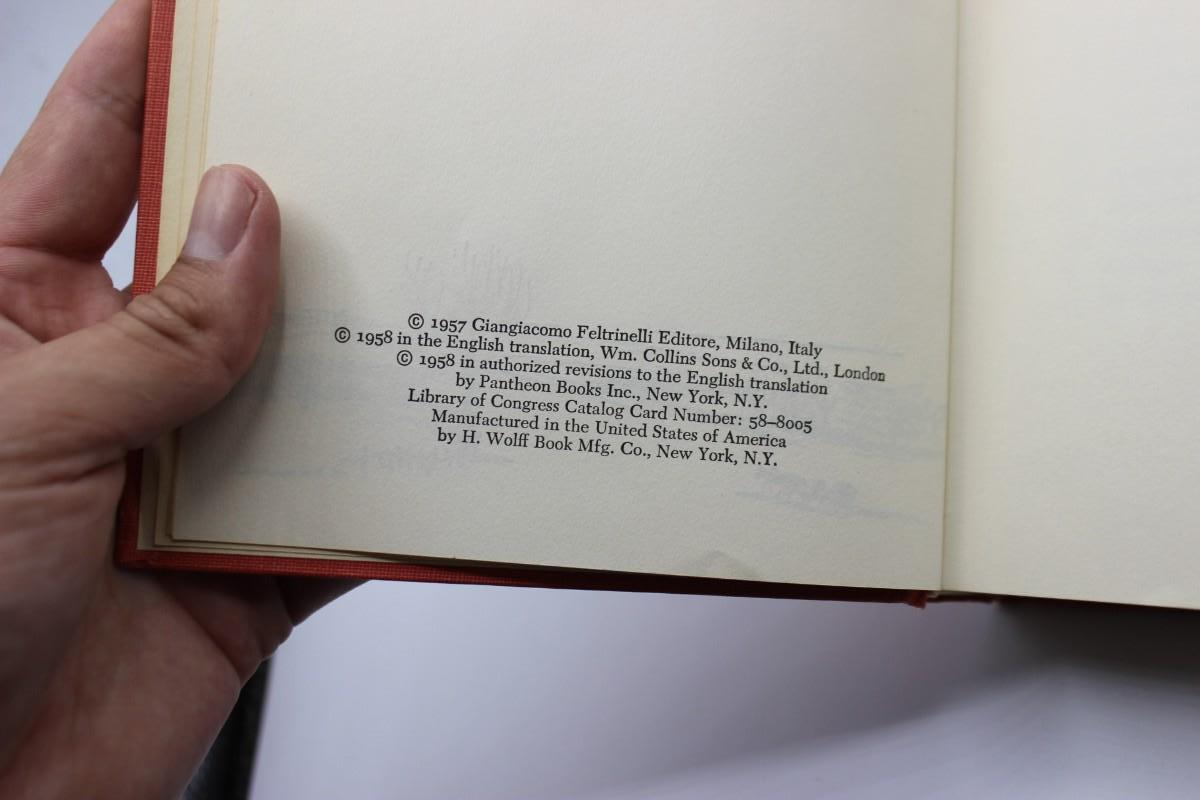 © 1957 Giangiacomo Feltrinelli Editore, Milano, Italy
© 1958 in the English translation, Wm. Collins Sons & Co., Ltd., London
© 1958 in authorized revisions to the English translation
by Pantheon Books Inc., New York, N.Y.
Library of Congress Catalog Card Number: 58–8005
Manufactured in the United States of America
by H. Wolff Book Mfg. Co., New York, N.Y.